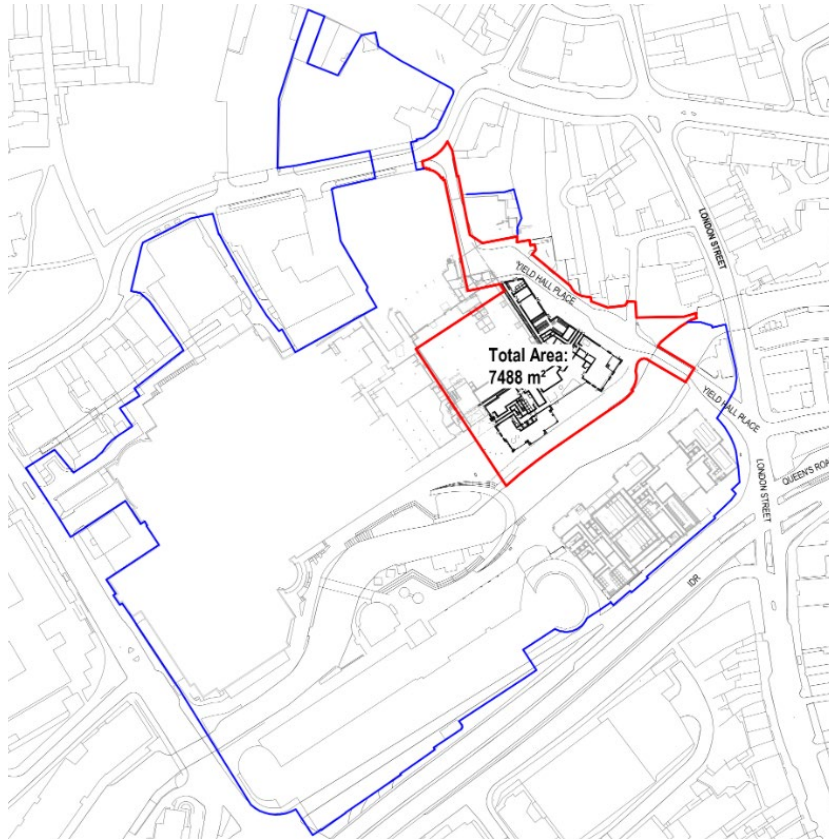 LONDON STREET
YIELD HALL PLACE
Total Area:
7488 m²
YIELD HALL PLACE
LONDON STREET
QUEEN'S ROA
IDR